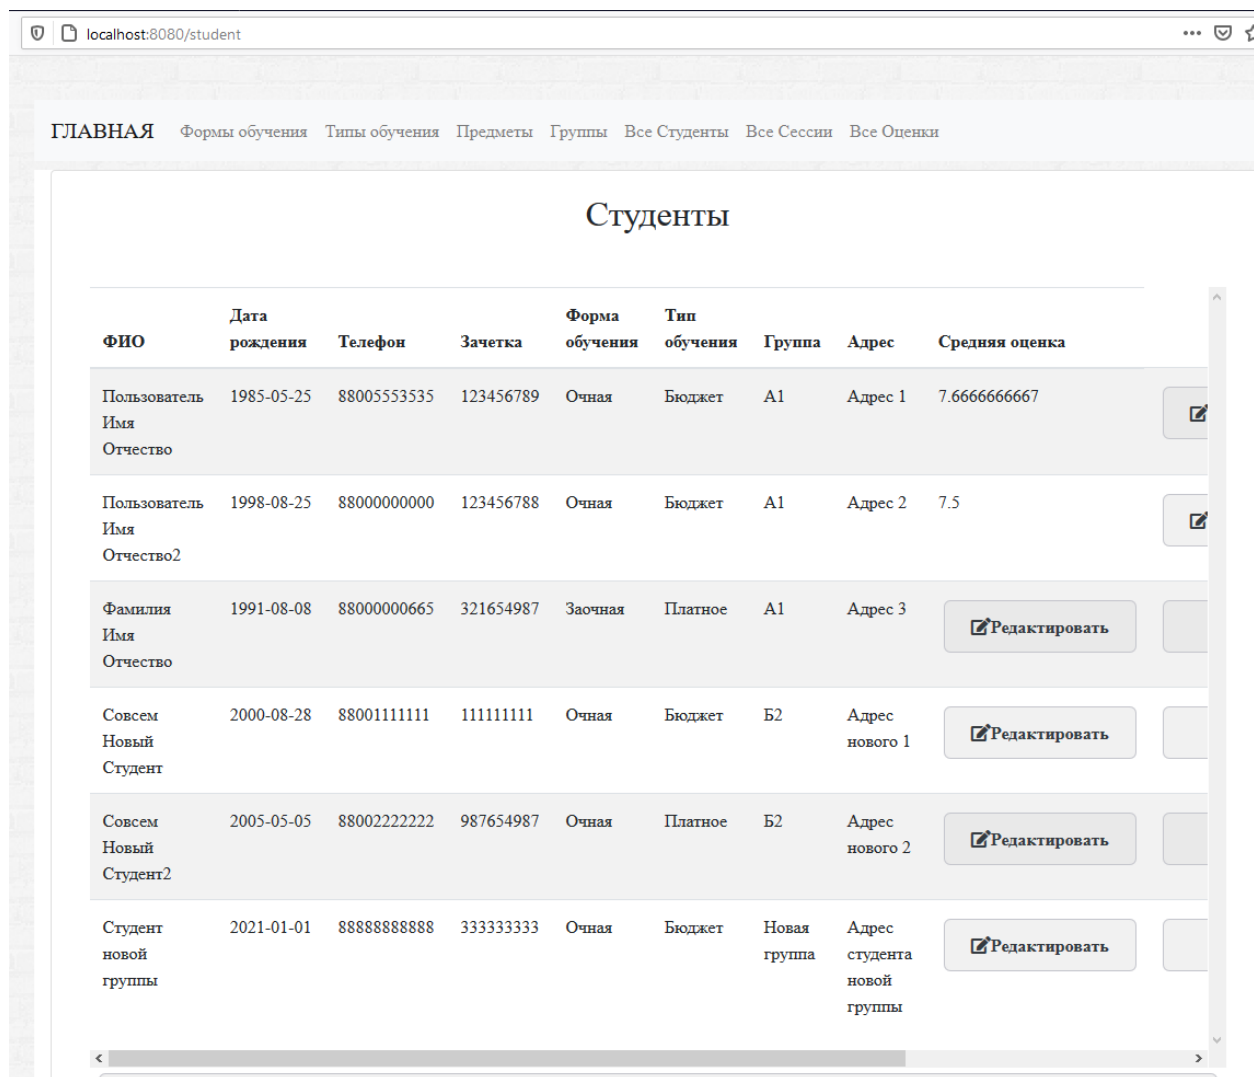 localhost:8080/student
ГЛАВНАЯ Формы обучения Типы обучения Предметы Группы Все Студенты Все Сессии Все Оценки
Студенты
ФИО Дата рождения Телефон Зачетка Форма обучения Тип обучения Группа Адрес Средняя оценка
Пользователь Имя Отчество 1985-05-25 88005553535 123456789 Очная Бюджет А1 Адрес 1 7.6666666667
Пользователь Имя Отчество2 1998-08-25 88000000000 123456788 Очная Бюджет А1 Адрес 2 7.5
Фамилия Имя Отчество 1991-08-08 88000000665 321654987 Заочная Платное А1 Адрес 3 Редактировать
Совсем Новый Студент 2000-08-28 88001111111 111111111 Очная Бюджет Б2 Адрес нового 1 Редактировать
Совсем Новый Студент2 2005-05-05 88002222222 987654987 Очная Платное Б2 Адрес нового 2 Редактировать
Студент новой группы 2021-01-01 88888888888 333333333 Очная Бюджет Новая группа Адрес студента новой группы Редактировать